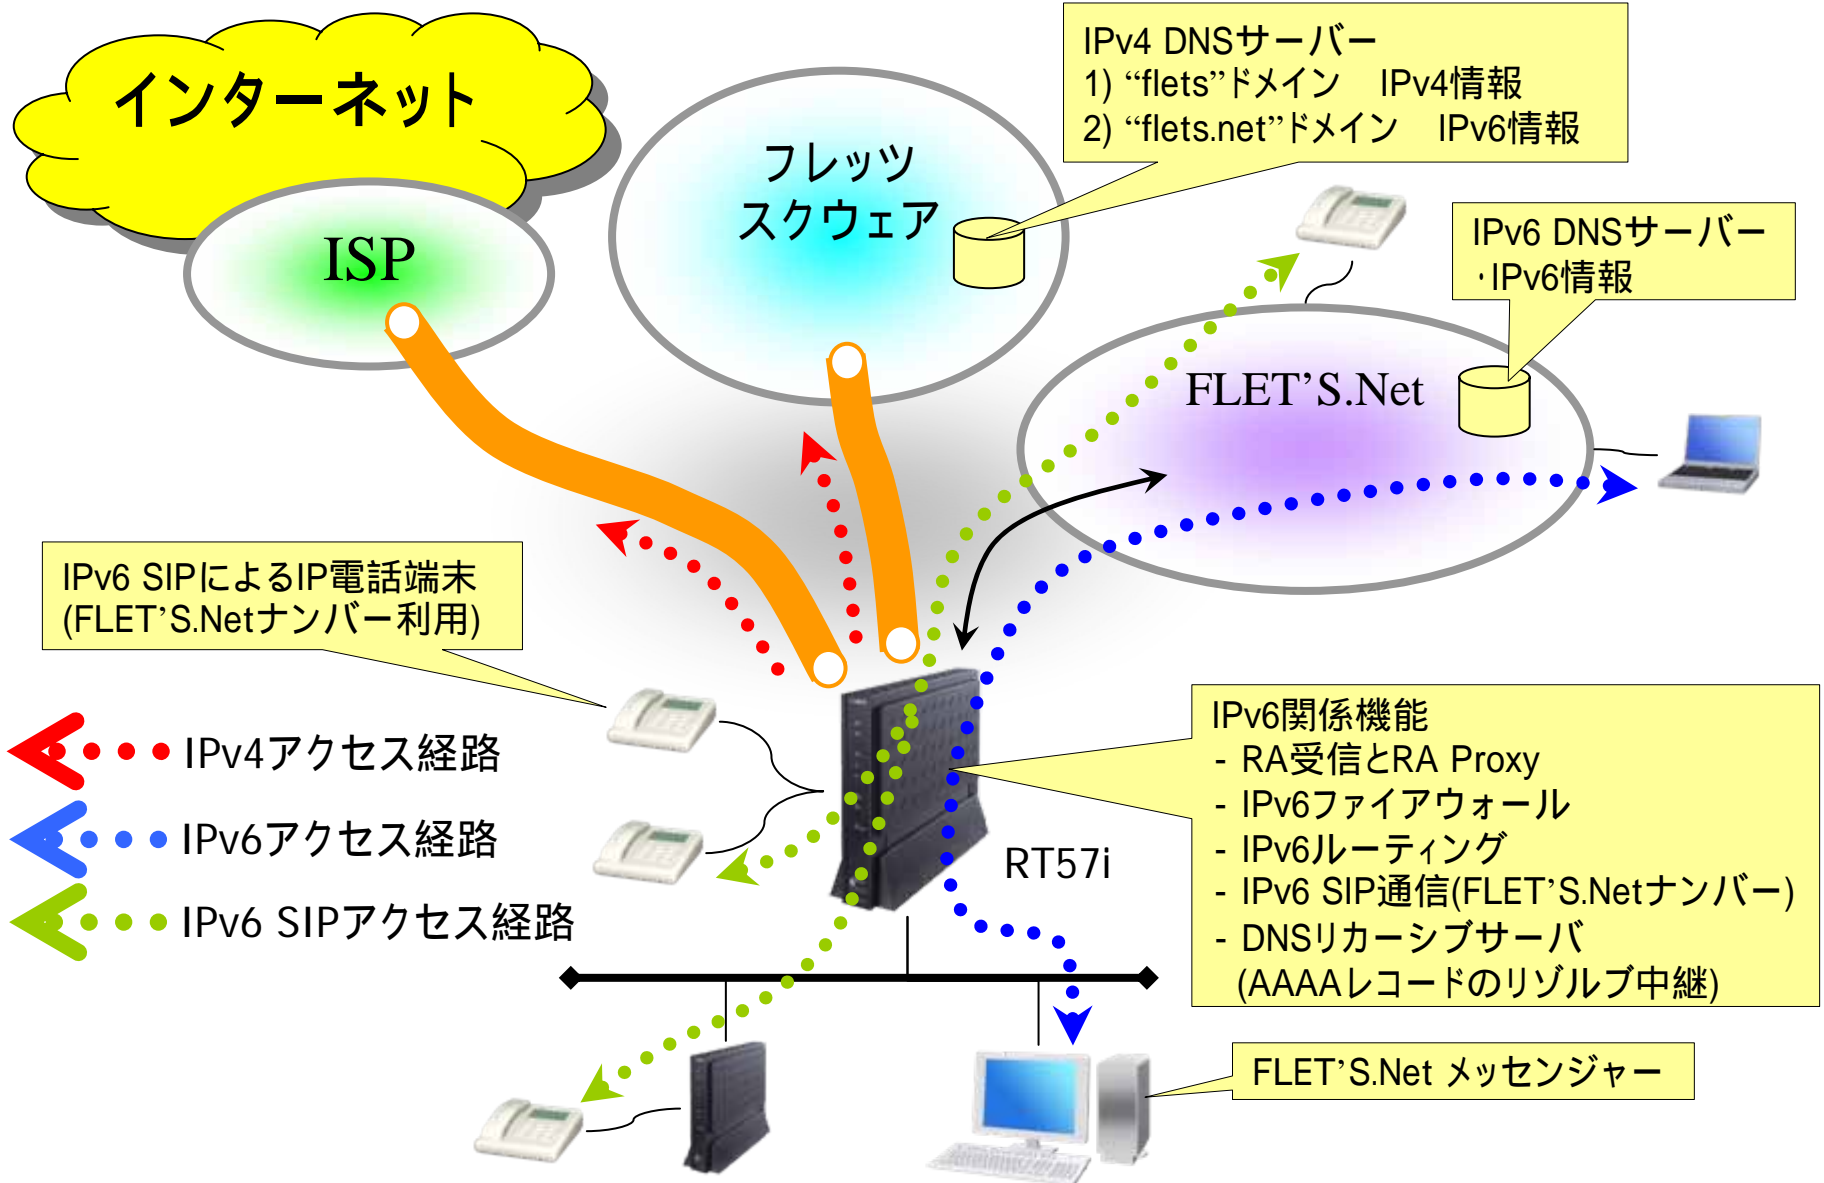 インターネット
ISP
フレッツ
スクウェア
IPv4 DNSサーバー
1) “flets”ドメイン　IPv4情報
2) “flets.net”ドメイン　IPv6情報
IPv6 DNSサーバー
・IPv6情報
FLET’S.Net
IPv6 SIPによるIP電話端末
(FLET’S.Netナンバー利用)
IPv4アクセス経路
IPv6アクセス経路
IPv6 SIPアクセス経路
RT57i
IPv6関係機能
- RA受信とRA Proxy
- IPv6ファイアウォール
- IPv6ルーティング
- IPv6 SIP通信(FLET’S.Netナンバー)
- DNSリカーシブサーバ
(AAAAレコードのリゾルブ中継)
FLET’S.Net メッセンジャー